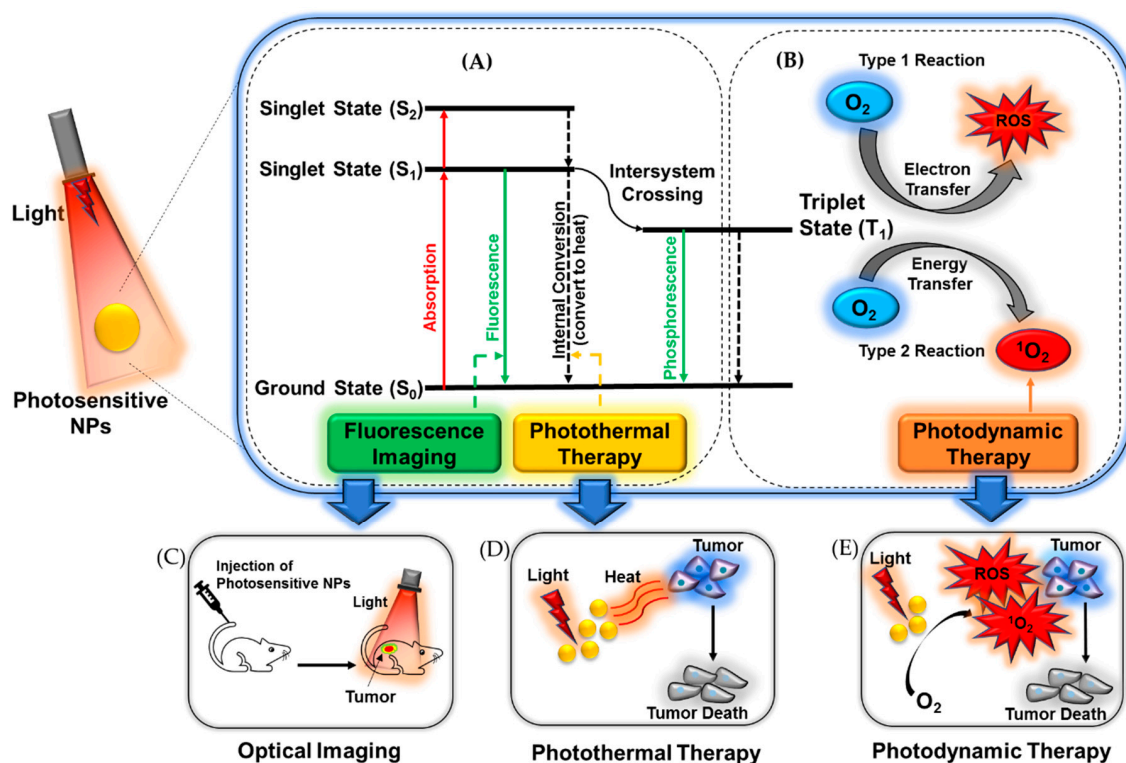 Light
Photosensitive
NPs
(A)
Singlet State (S₂)
Singlet State (S₁)
Ground State (S₀)
Absorption
Fluorescence
Internal Conversion
(convert to heat)
Intersystem
Crossing
Phosphorescence
Triplet
State (T₁)
Fluorescence
Imaging
Photothermal
Therapy
(B)
Type 1 Reaction
O₂
ROS
Electron
Transfer
Energy
Transfer
O₂
Type 2 Reaction
¹O₂
Photodynamic
Therapy
(C)
Injection of
Photosensitive NPs
Light
Tumor
Optical Imaging
(D)
Light
Heat
Tumor
Tumor Death
Photothermal Therapy
(E)
Light
ROS
Tumor
¹O₂
O₂
Tumor Death
Photodynamic Therapy